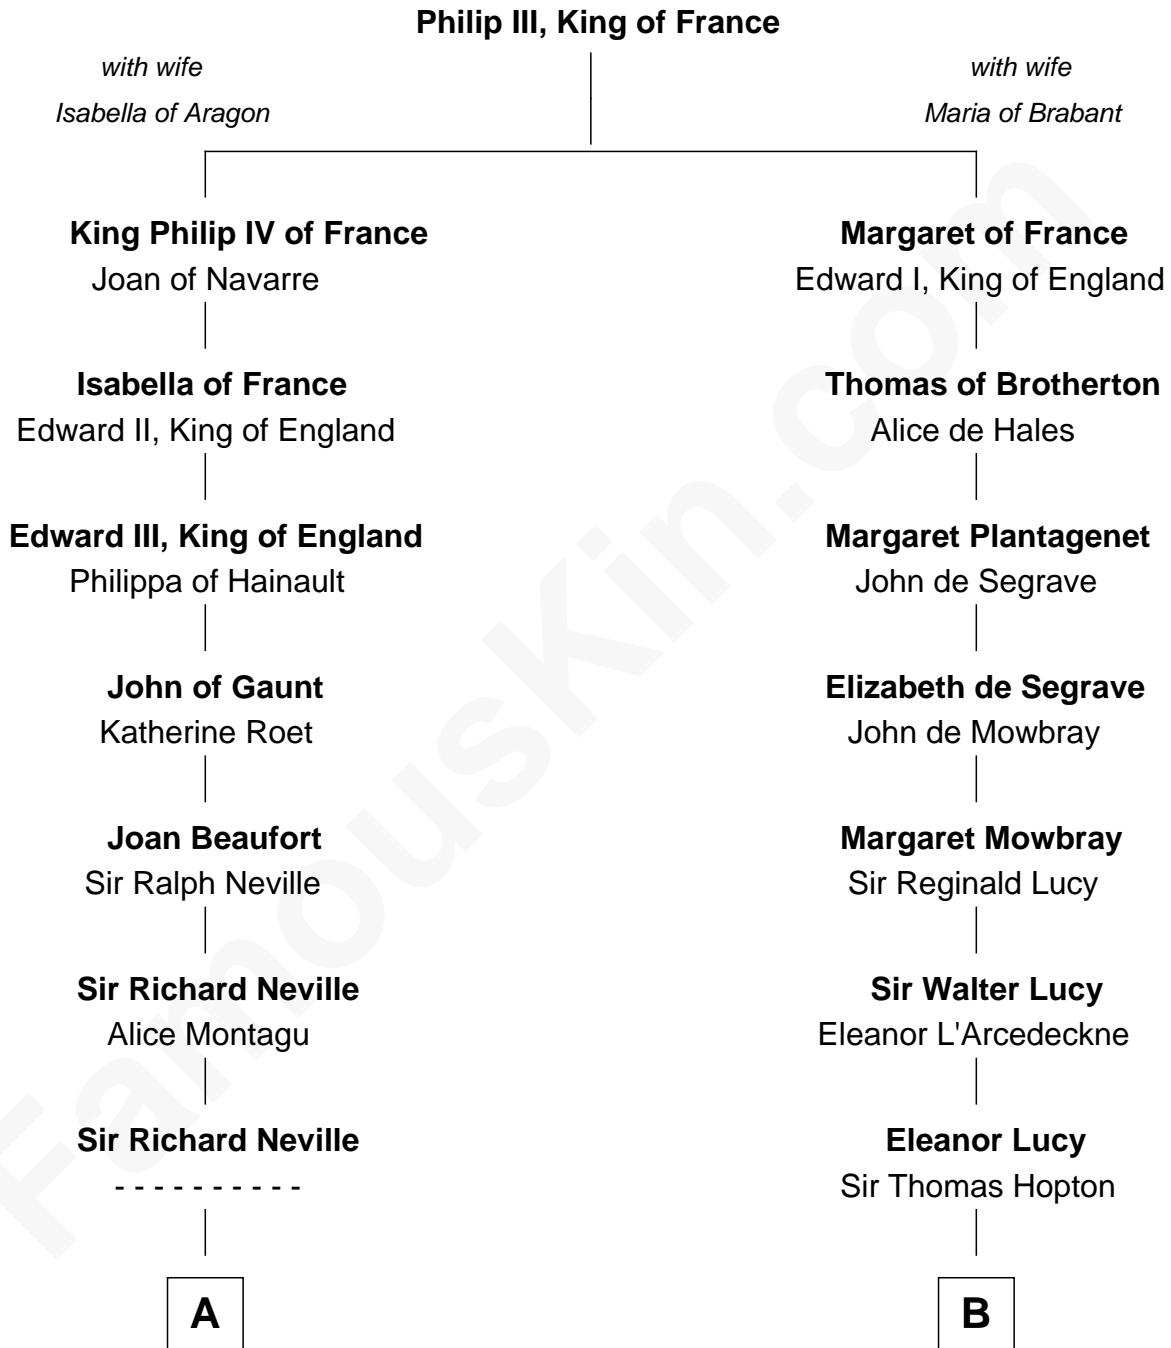 Philip III, King of France
with wife
Isabella of Aragon
with wife
Maria of Brabant
King Philip IV of France
Joan of Navarre
Margaret of France
Edward I, King of England
Isabella of France
Edward II, King of England
Thomas of Brotherton
Alice de Hales
Edward III, King of England
Philippa of Hainault
Margaret Plantagenet
John de Segrave
John of Gaunt
Katherine Roet
Elizabeth de Segrave
John de Mowbray
Joan Beaufort
Sir Ralph Neville
Margaret Mowbray
Sir Reginald Lucy
Sir Richard Neville
Alice Montagu
Sir Walter Lucy
Eleanor L'Arcedeckne
Sir Richard Neville
- - - - - - - - - -
Eleanor Lucy
Sir Thomas Hopton
A
B
FamousKin.com